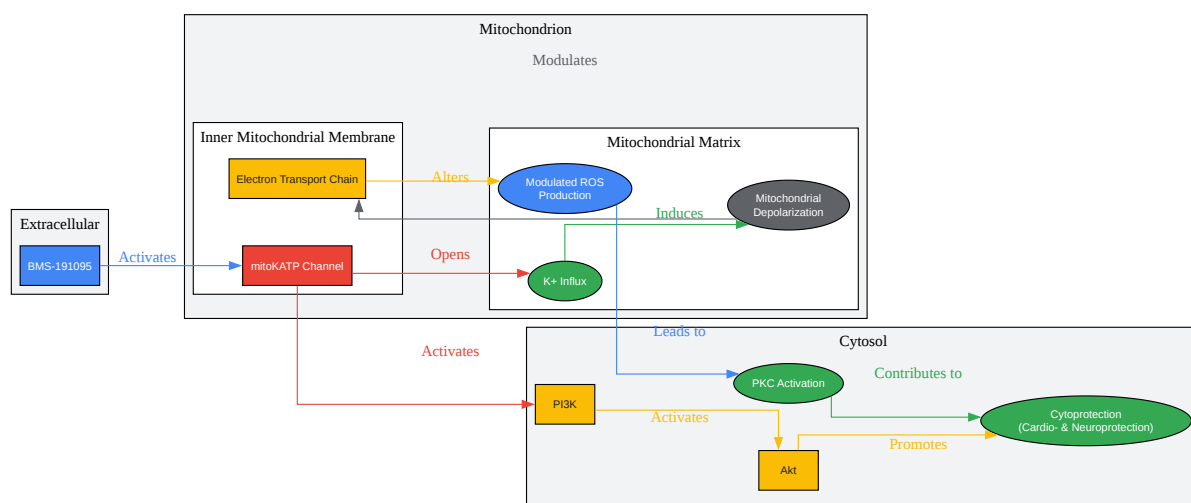 Mitochondrion
Modulates
Inner Mitochondrial Membrane
Mitochondrial Matrix
Electron Transport Chain
Alters
Modulated ROS
Production
Mitochondrial
Depolarization
Induces
Extracellular
BMS-191095
Activates
mitoKATP Channel
Opens
K+ Influx
Leads to
Cytosol
Activates
PKC Activation
Contributes to
PI3K
Activates
Cytoprotection
(Cardio- & Neuroprotection)
Promotes
Akt